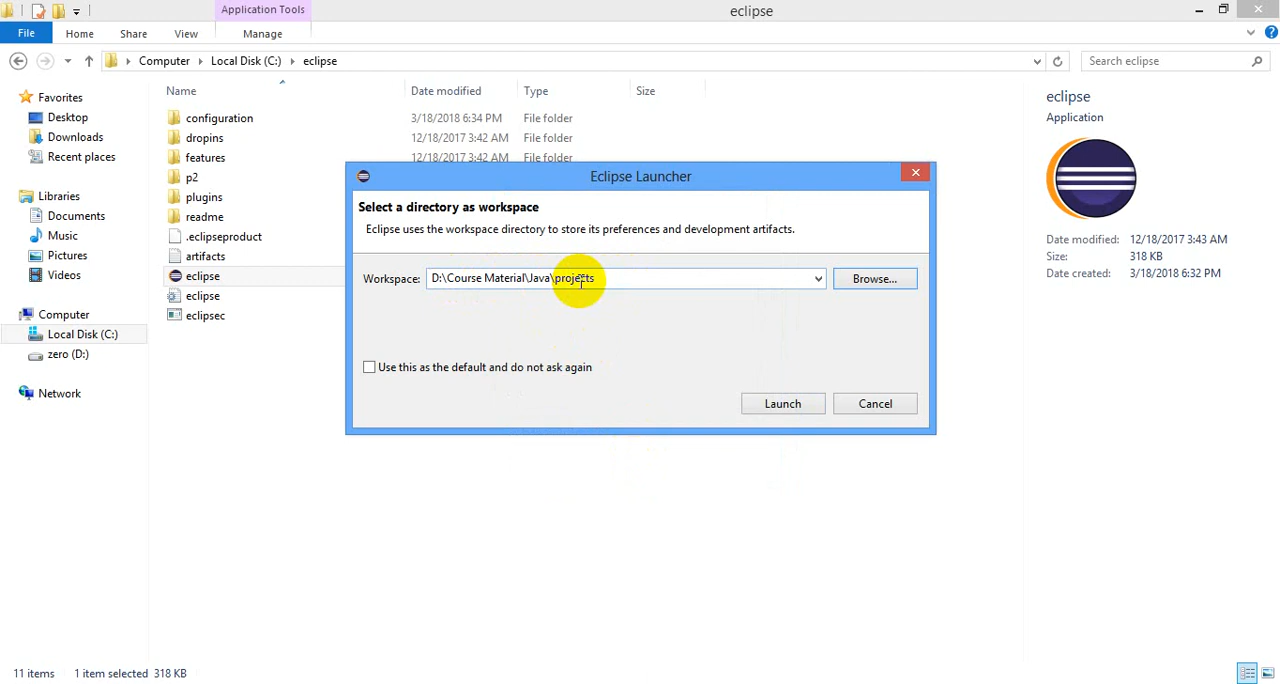 Application Tools
eclipse
File
Home
Share
View
Manage
Computer
Local Disk (C:)
eclipse
Search eclipse
Favorites
Desktop
Downloads
Recent places
Libraries
Documents
Music
Pictures
Videos
Computer
Local Disk (C:)
zero (D:)
Network
Name
Date modified
Type
Size
configuration
3/18/2018 6:34 PM
File folder
dropins
12/18/2017 3:42 AM
File folder
features
12/18/2017 3:42 AM
File folder
p2
plugins
readme
.eclipseproduct
artifacts
eclipse
eclipse
eclipsec
Eclipse Launcher
Select a directory as workspace
Eclipse uses the workspace directory to store its preferences and development artifacts.
Workspace:
D:\Course Material\Java\projects
Browse...
Use this as the default and do not ask again
Launch
Cancel
eclipse
Application
Date modified: 12/18/2017 3:43 AM
Size: 318 KB
Date created: 3/18/2018 6:32 PM
11 items
1 item selected 318 KB